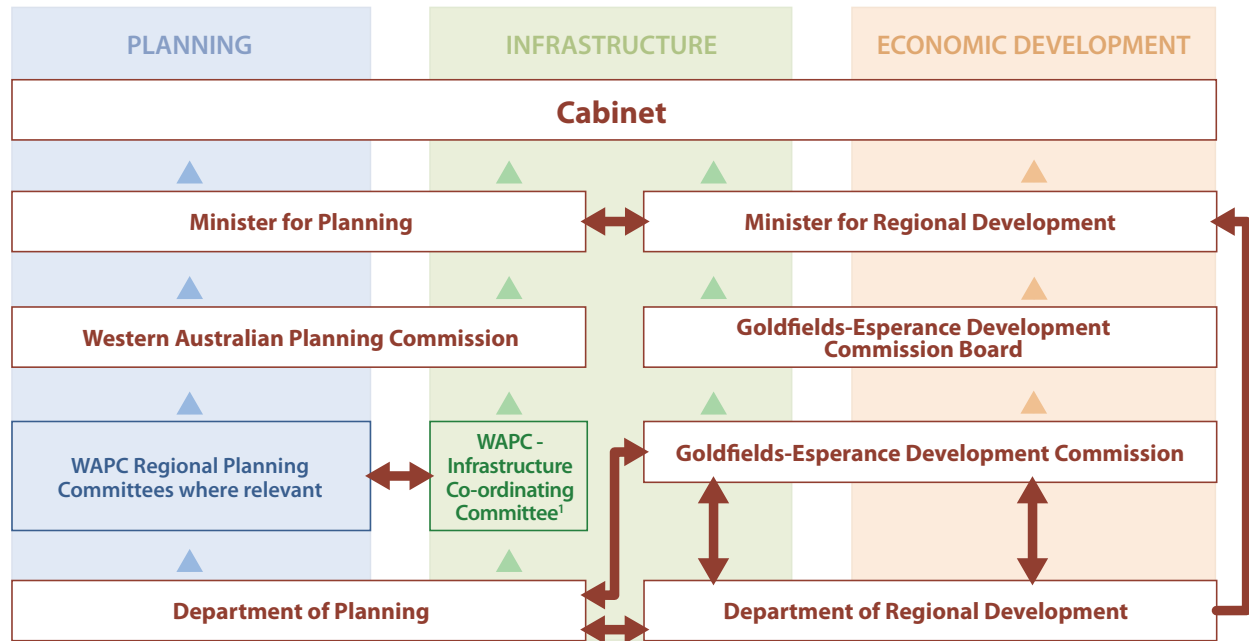 PLANNING
INFRASTRUCTURE
ECONOMIC DEVELOPMENT
Cabinet
Minister for Planning
Minister for Regional Development
Western Australian Planning Commission
Goldfields-Esperance Development
Commission Board
WAPC Regional Planning
Committees where relevant
WAPC -
Infrastructure
Co-ordinating
Committee¹
Goldfields-Esperance Development Commission
Department of Planning
Department of Regional Development